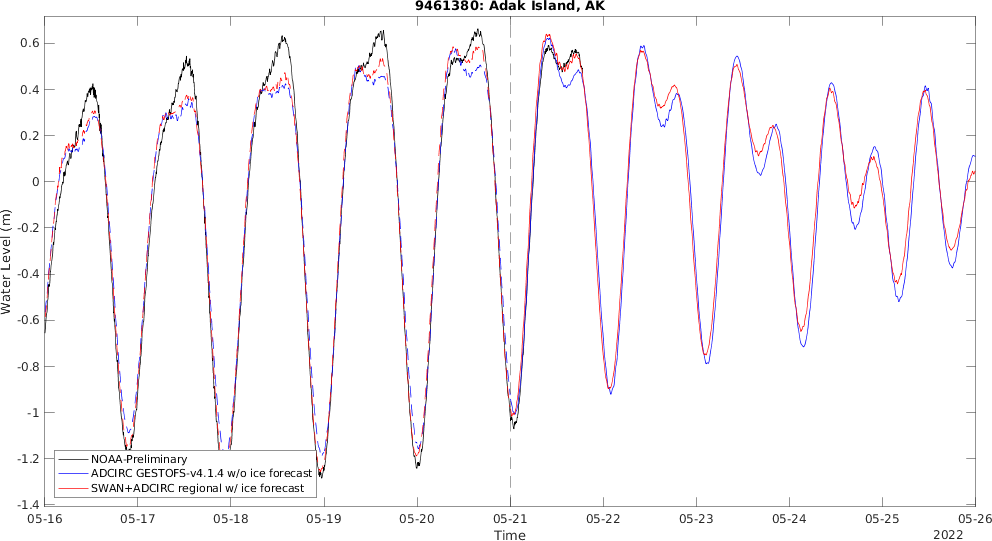 9461380: Adak Island, AK
0.6
0.4
0.2
0
-0.2
-0.4
-0.6
-0.8
-1
-1.2
-1.4
Water Level (m)
NOAA-Preliminary
ADCIRC GESTOFS-v4.1.4 w/o ice forecast
SWAN+ADCIRC regional w/ ice forecast
05-16 05-17 05-18 05-19 05-20 05-21 05-22 05-23 05-24 05-25 05-26
Time
2022